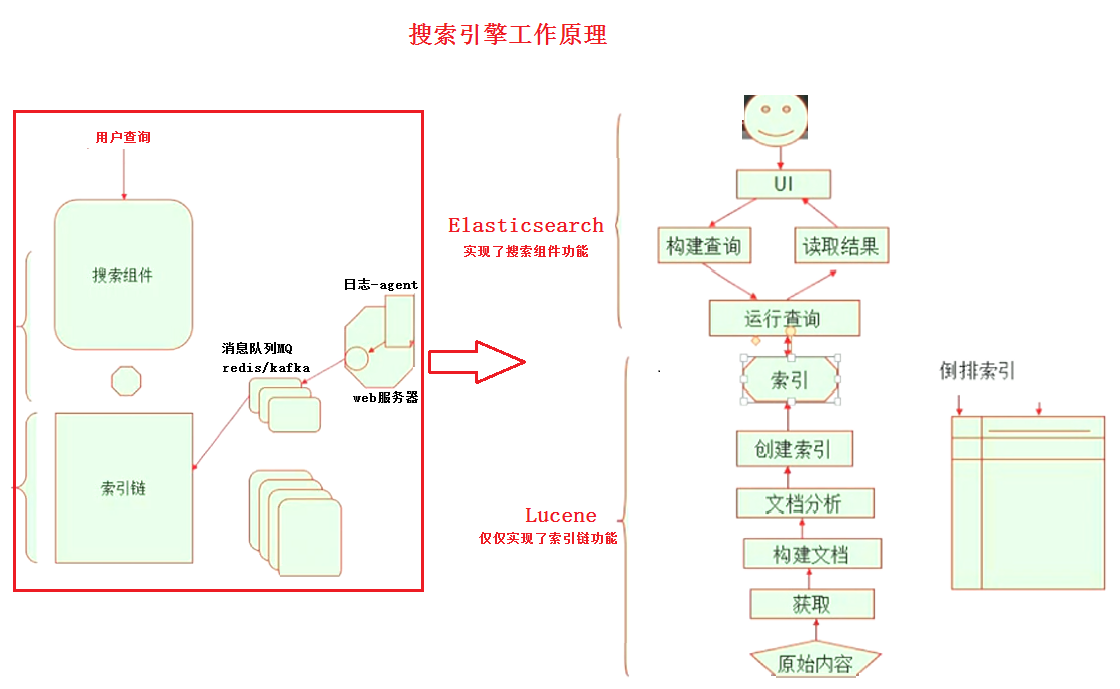 搜索引擎工作原理
用户查询
搜索组件
日志-agent
消息队列MQ
redis/kafka
web服务器
索引链
Elasticsearch
实现了搜索组件功能
UI
构建查询
读取结果
运行查询
索引
创建索引
文档分析
构建文档
获取
原始内容
Lucene
仅仅实现了索引链功能
倒排索引